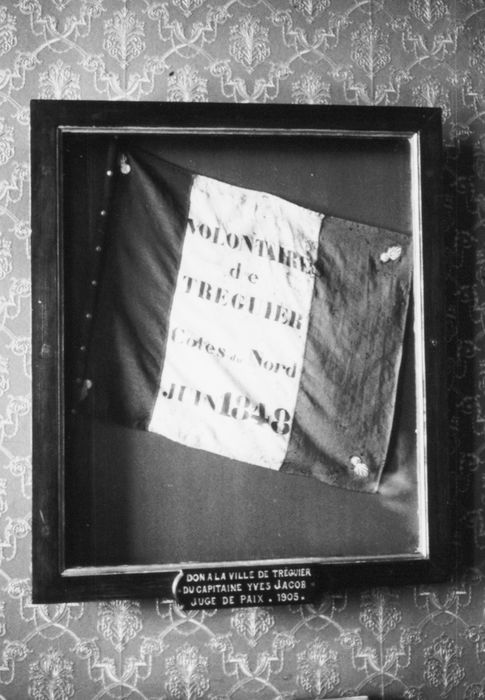 VOLONTAIRES
de
TREGUIER
Côtes du Nord
JUIN 1848
DON A LA VILLE DE TRÉGUIER
DU CAPITAINE YVES JACOB
JUGE DE PAIX . 1905.